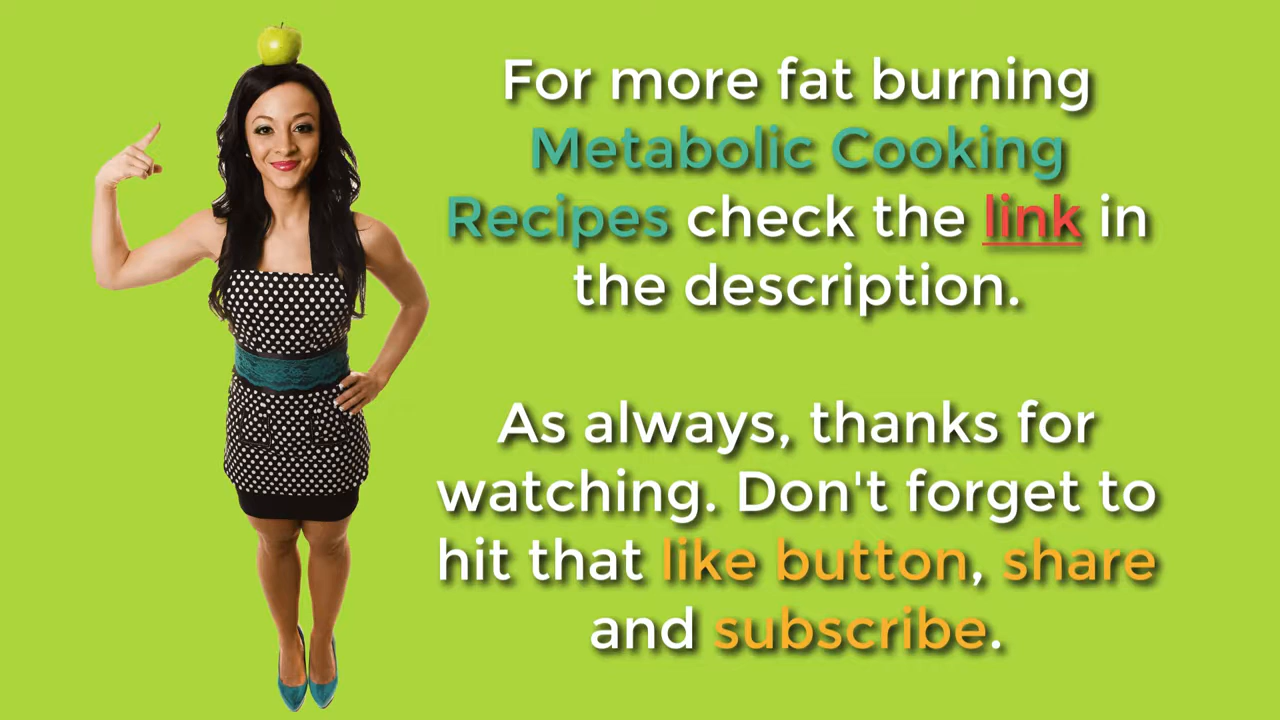 For more fat burning
Metabolic Cooking
Recipes check the link in
the description.
As always, thanks for
watching. Don't forget to
hit that like button, share
and subscribe.